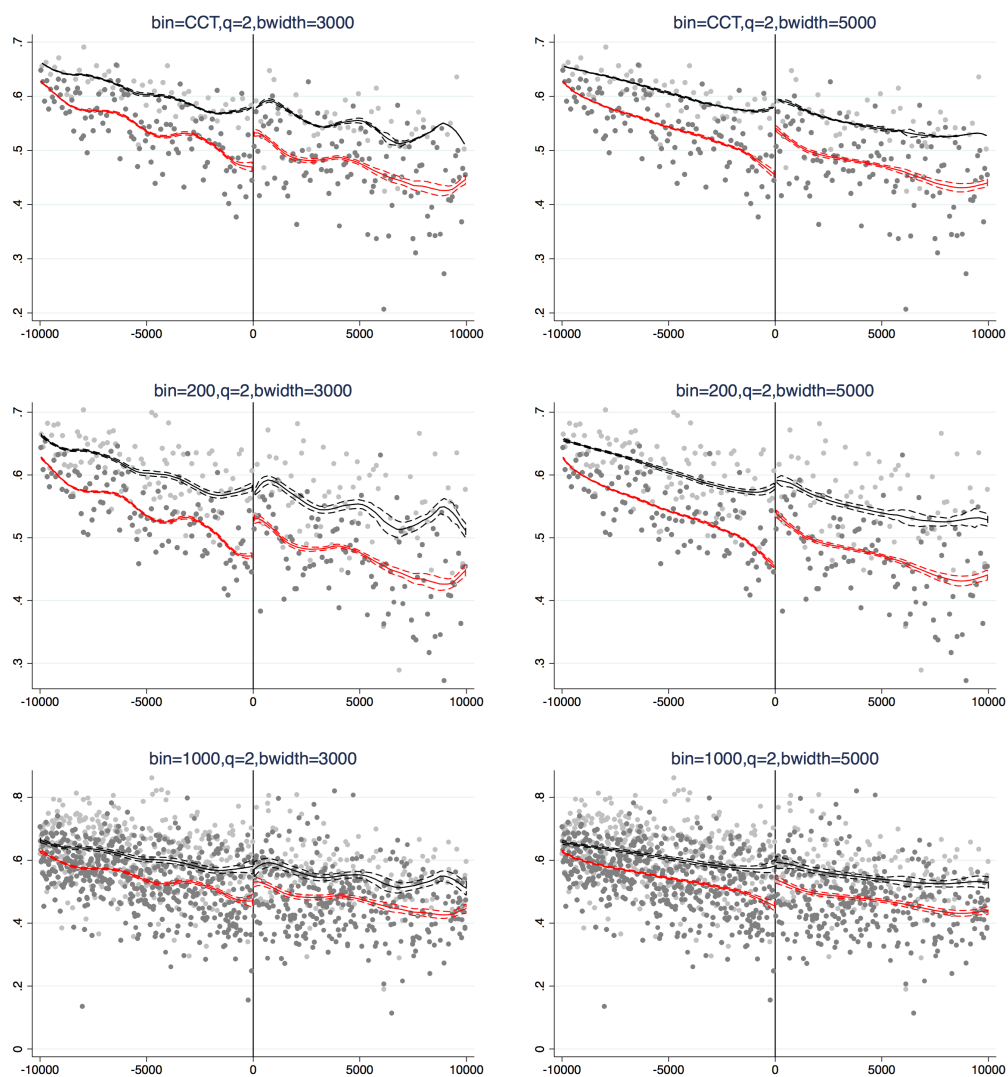 bin=CCT,q=2,bwidth=3000
.7
.6
.5
.4
.3
.2
-10000 -5000 0 5000 10000
bin=CCT,q=2,bwidth=5000
.7
.6
.5
.4
.3
.2
-10000 -5000 0 5000 10000
bin=200,q=2,bwidth=3000
.7
.6
.5
.4
.3
-10000 -5000 0 5000 10000
bin=200,q=2,bwidth=5000
.7
.6
.5
.4
.3
-10000 -5000 0 5000 10000
bin=1000,q=2,bwidth=3000
.8
.6
.4
.2
0
-10000 -5000 0 5000 10000
bin=1000,q=2,bwidth=5000
.8
.6
.4
.2
0
-10000 -5000 0 5000 10000